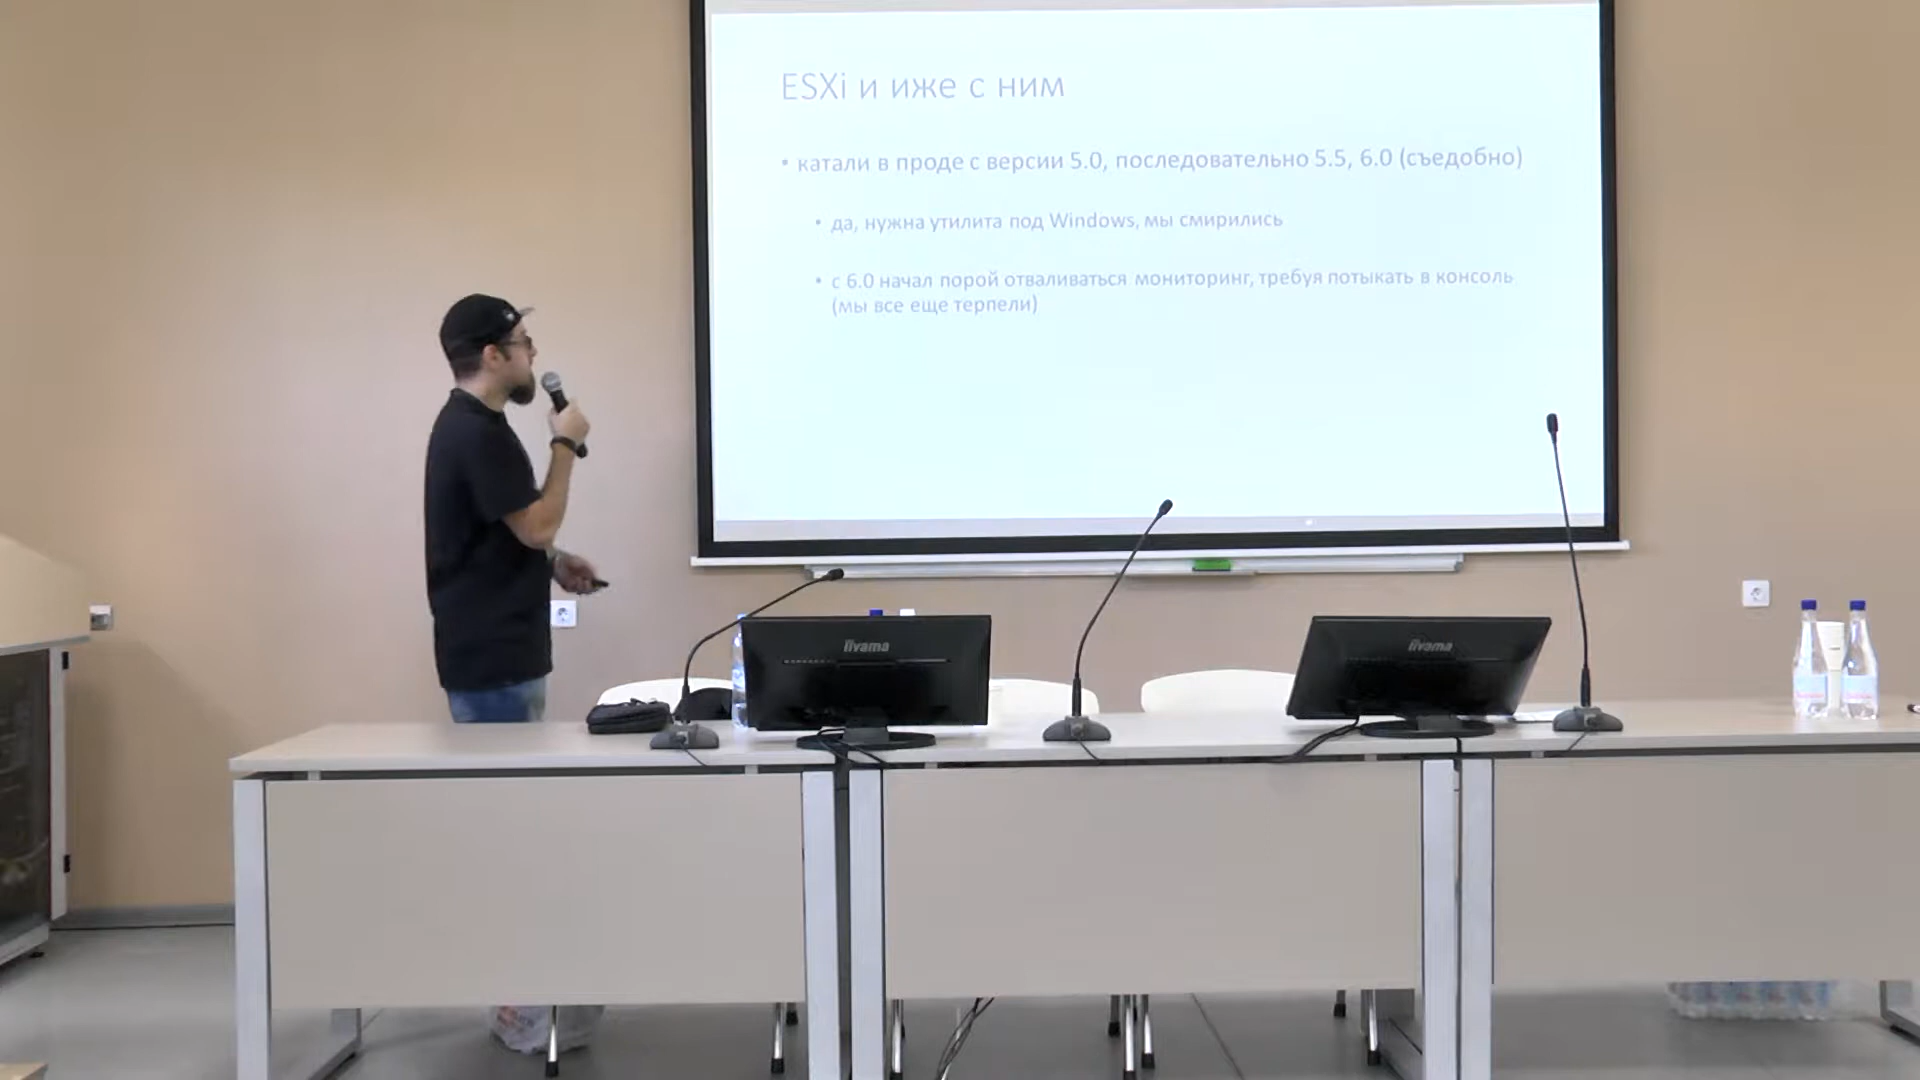 ESXi и иже с ним
• катали в проде с версии 5.0, последовательно 5.5, 6.0 (съедобно)
• да, нужна утилита под Windows, мы смирились
• с 6.0 начал порой отваливаться мониторинг, требуя потыкать в консоль
(мы все еще терпели)
iiyama
iiyama